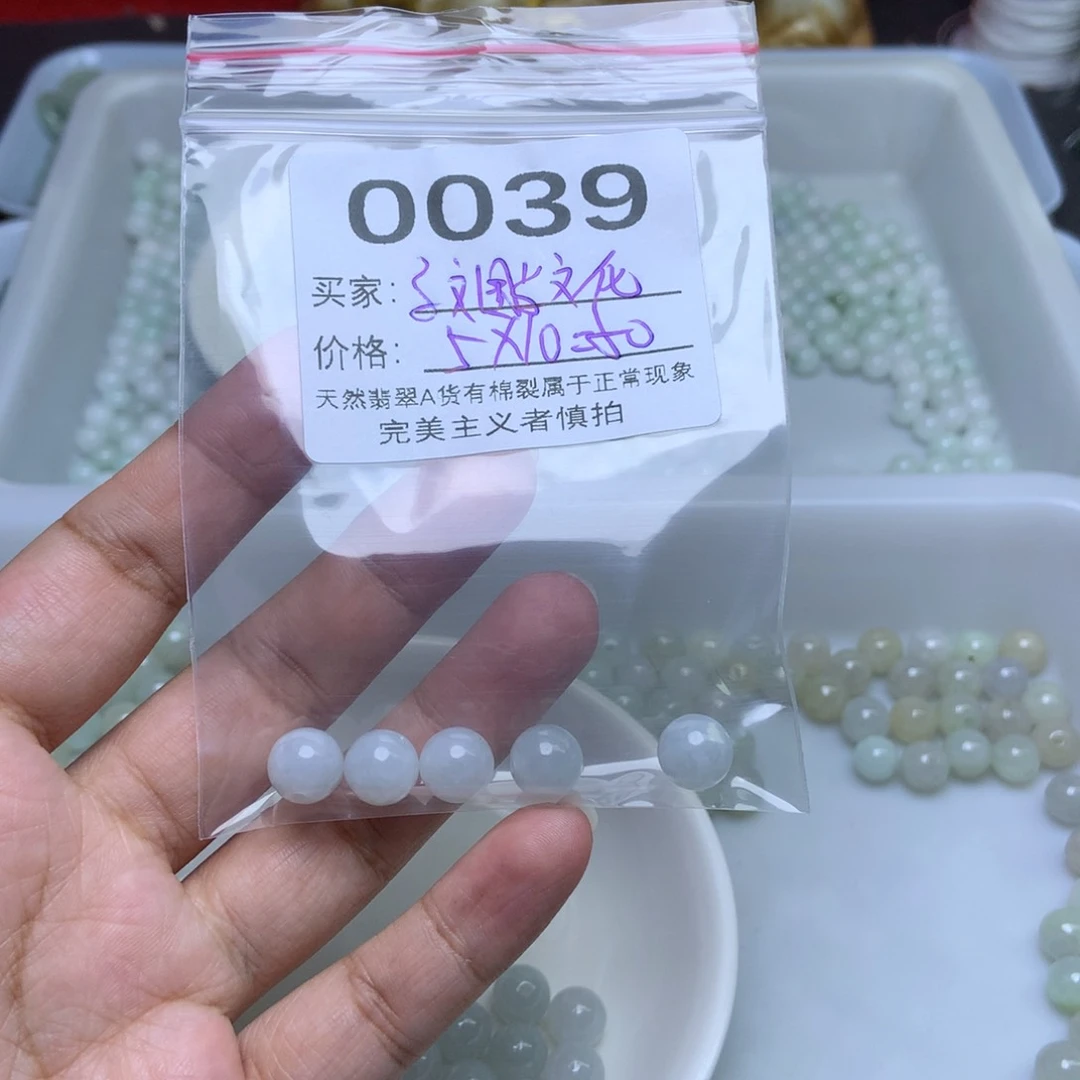 0039
买家: 文化
价格: 5X10=50
天然翡翠A货有棉裂属于正常现象
完美主义者慎拍